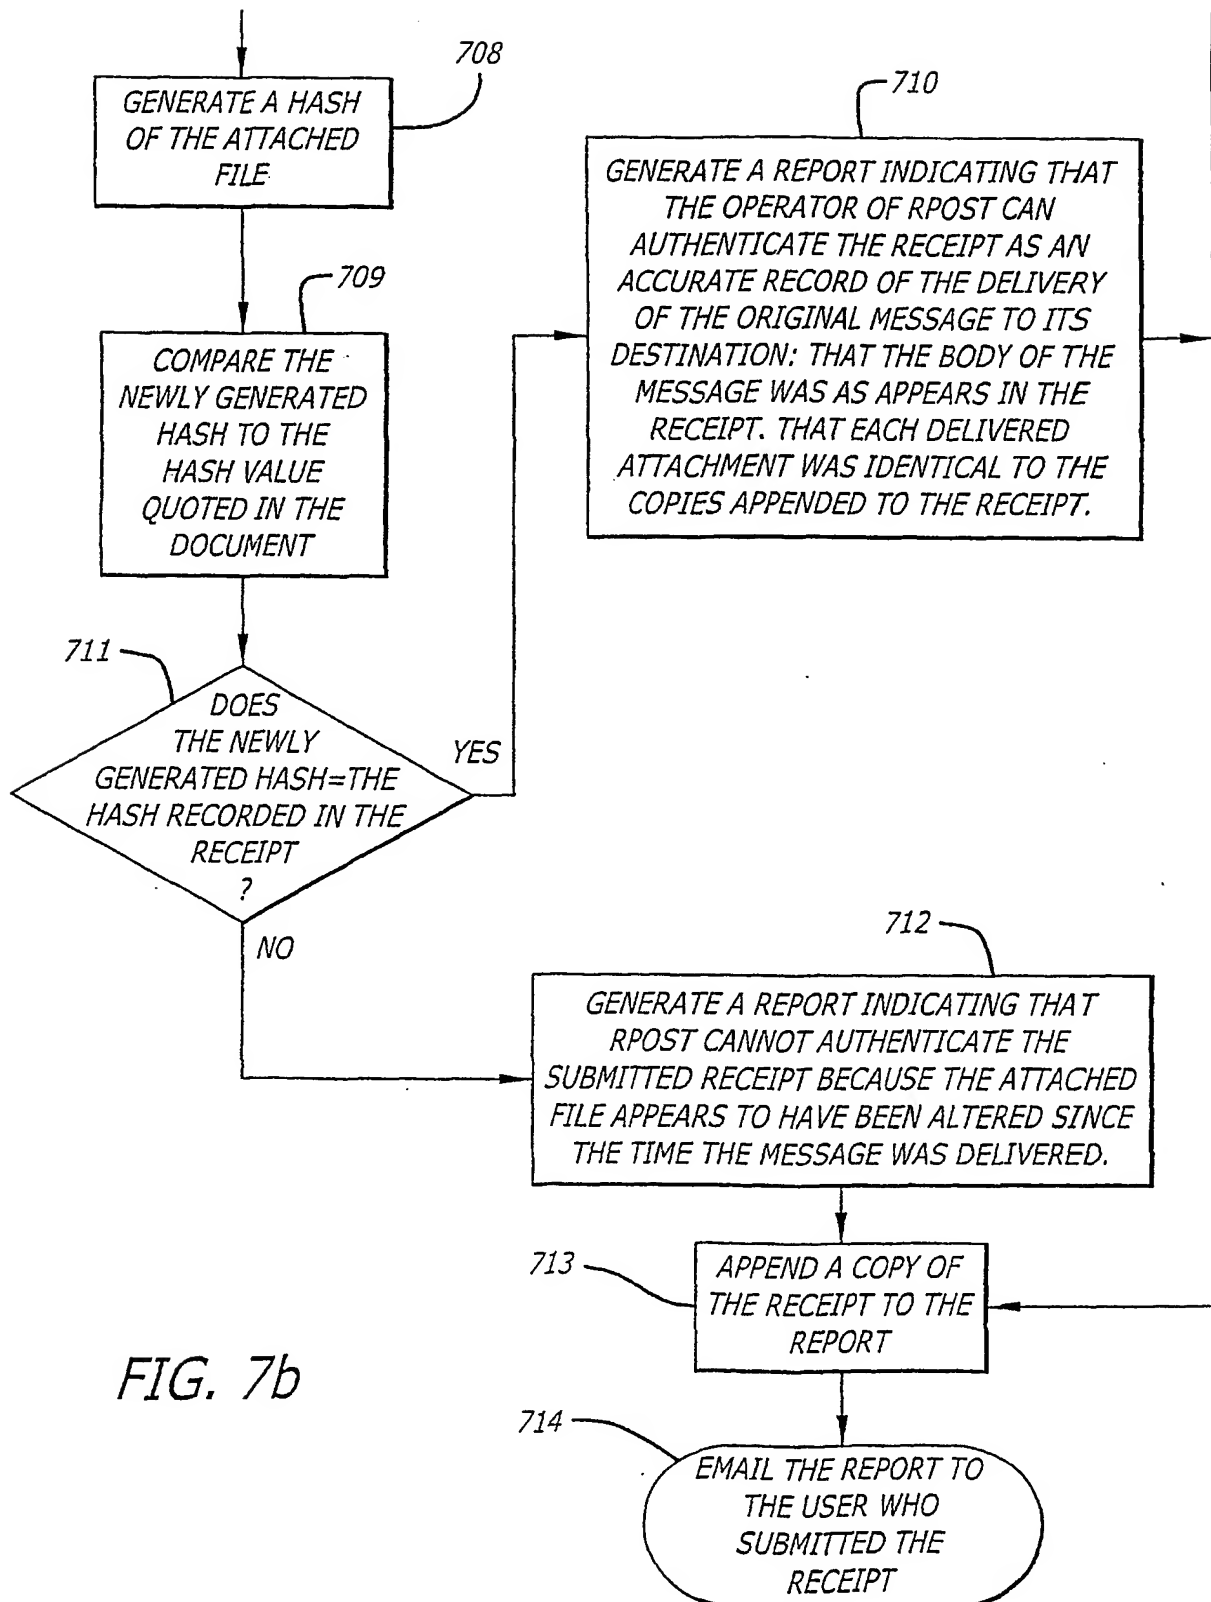 708
GENERATE A HASH
OF THE ATTACHED
FILE
709
COMPARE THE
NEWLY GENERATED
HASH TO THE
HASH VALUE
QUOTED IN THE
DOCUMENT
710
GENERATE A REPORT INDICATING THAT
THE OPERATOR OF RPOST CAN
AUTHENTICATE THE RECEIPT AS AN
ACCURATE RECORD OF THE DELIVERY
OF THE ORIGINAL MESSAGE TO ITS
DESTINATION: THAT THE BODY OF THE
MESSAGE WAS AS APPEARS IN THE
RECEIPT. THAT EACH DELIVERED
ATTACHMENT WAS IDENTICAL TO THE
COPIES APPENDED TO THE RECEIPT.
711
DOES
THE NEWLY
GENERATED HASH=THE
HASH RECORDED IN THE
RECEIPT
?
YES
NO
712
GENERATE A REPORT INDICATING THAT
RPOST CANNOT AUTHENTICATE THE
SUBMITTED RECEIPT BECAUSE THE ATTACHED
FILE APPEARS TO HAVE BEEN ALTERED SINCE
THE TIME THE MESSAGE WAS DELIVERED.
713
APPEND A COPY OF
THE RECEIPT TO THE
REPORT
714
EMAIL THE REPORT TO
THE USER WHO
SUBMITTED THE
RECEIPT
FIG. 7b